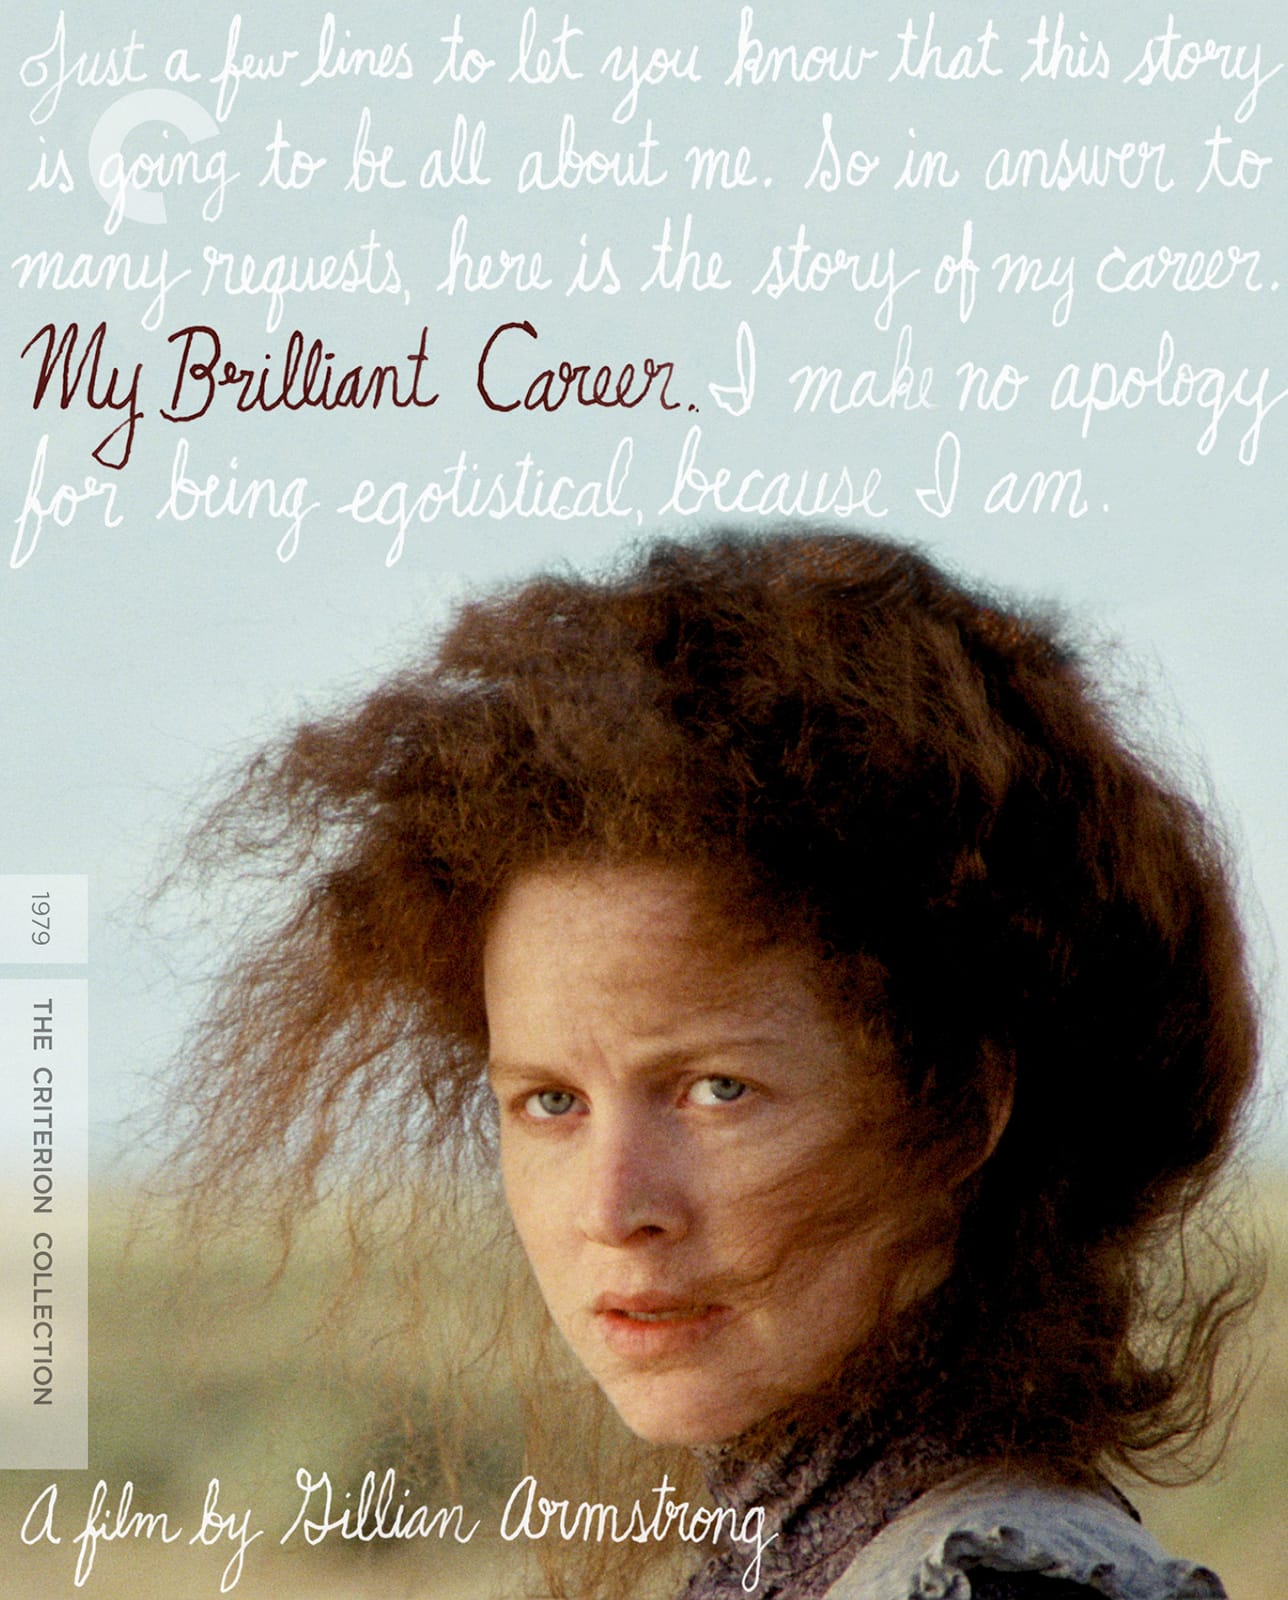 Just a few lines to let you know that this story
is going to be all about me. So in answer to
many requests, here is the story of my career.
My Brilliant Career. I make no apology
for being egotistical, because I am.
1979
THE CRITERION COLLECTION
A film by Gillian Armstrong